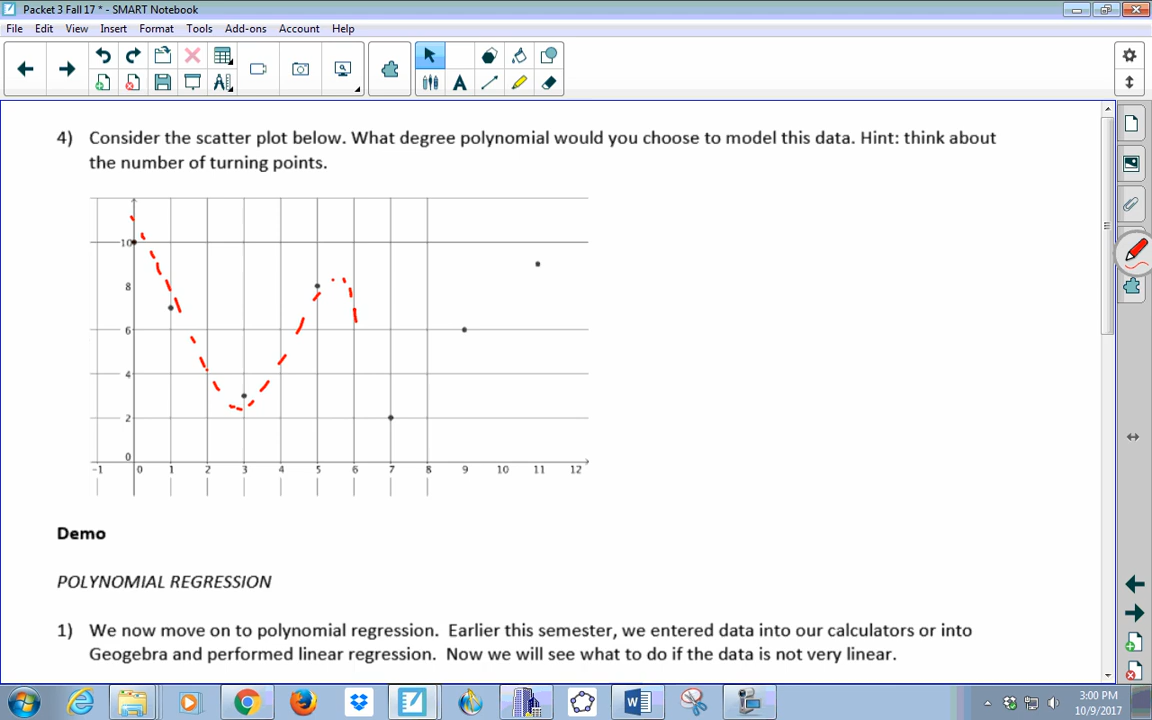 Packet 3 Fall 17 * - SMART Notebook
File Edit View Insert Format Tools Add-ons Account Help
4) Consider the scatter plot below. What degree polynomial would you choose to model this data. Hint: think about
the number of turning points.
10
8
6
4
2
0
-1 0 1 2 3 4 5 6 7 8 9 10 11 12
Demo
POLYNOMIAL REGRESSION
1) We now move on to polynomial regression. Earlier this semester, we entered data into our calculators or into
Geogebra and performed linear regression. Now we will see what to do if the data is not very linear.
3:00 PM
10/9/2017